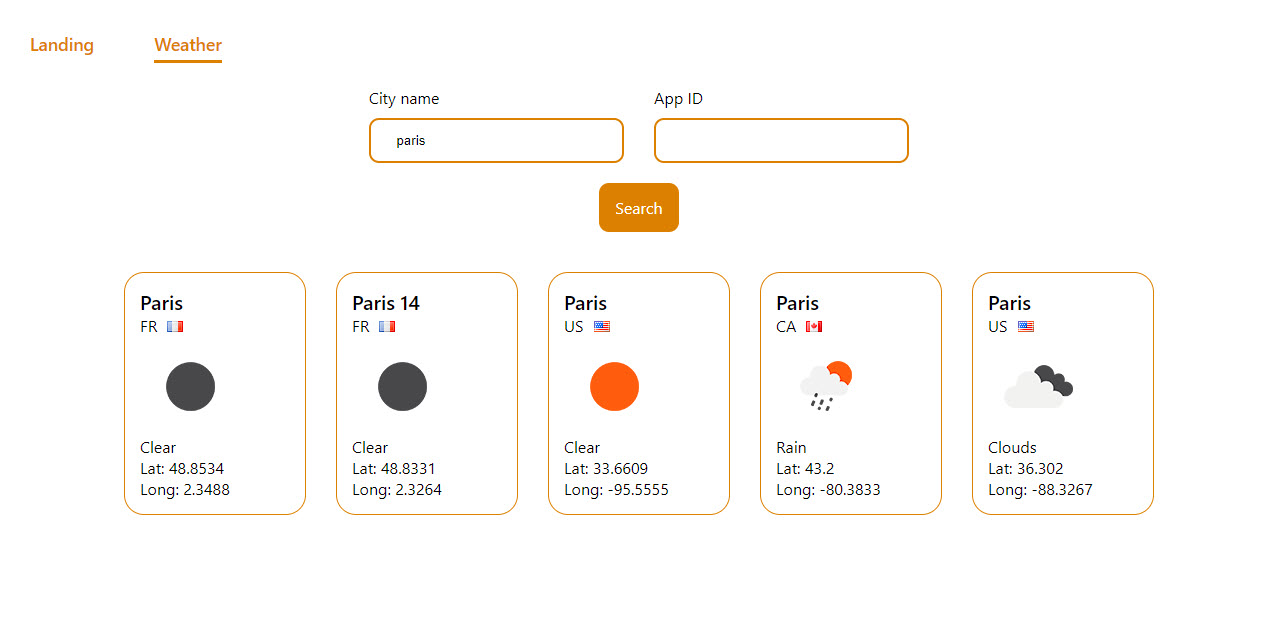 Landing Weather
City name App ID
paris
Search
Paris
FR
Clear
Lat: 48.8534
Long: 2.3488
Paris 14
FR
Clear
Lat: 48.8331
Long: 2.3264
Paris
US
Clear
Lat: 33.6609
Long: -95.5555
Paris
CA
Rain
Lat: 43.2
Long: -80.3833
Paris
US
Clouds
Lat: 36.302
Long: -88.3267